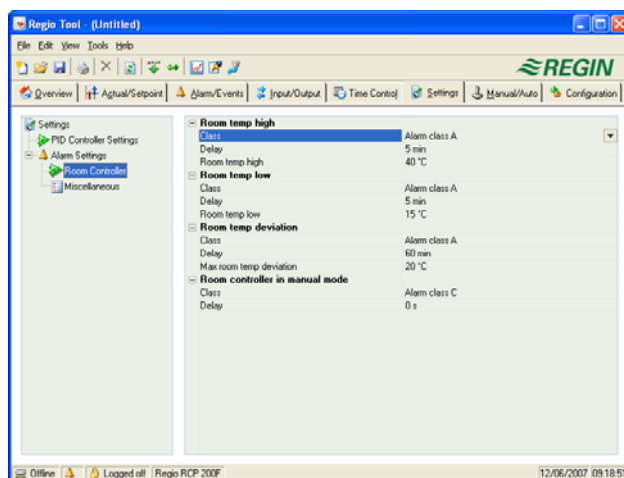 Regio Tool - (Untitled)
File Edit View Tools Help
REGIN
Overview Actual/Setpoint Alarm/Events Input/Output Time Control Settings Manual/Auto Configuration
Settings
PID Controller Settings
Alarm Settings
Room Controller
Miscellaneous
Room temp high
Class Alarm class A
Delay 5 min
Room temp high 40 °C
Room temp low
Class Alarm class A
Delay 5 min
Room temp low 15 °C
Room temp deviation
Class Alarm class A
Delay 60 min
Max room temp deviation 20 °C
Room controller in manual mode
Class Alarm class C
Delay 0 s
Offline Logged off Regio RCP 200F 12/06/2007 09:18:51